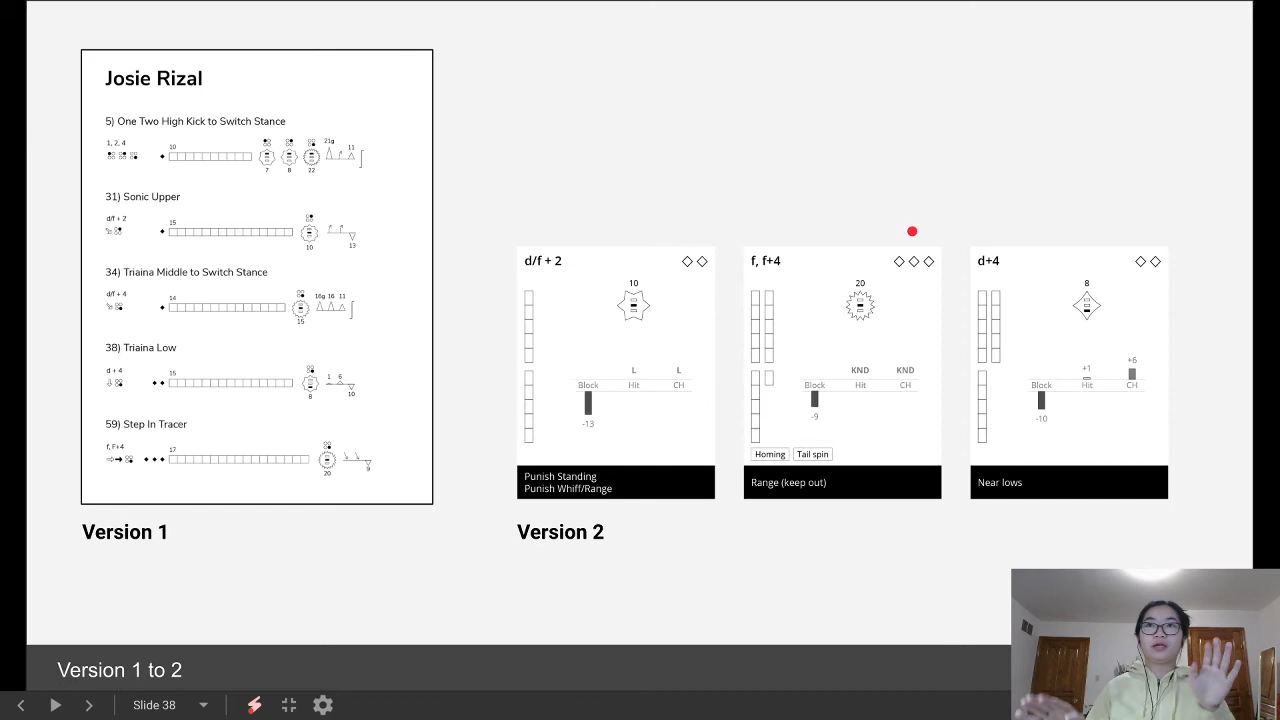 Josie Rizal
5) One Two High Kick to Switch Stance
1, 2, 4
10
21g
11
7
8
22
31) Sonic Upper
d/f + 2
15
10
13
34) Triaina Middle to Switch Stance
d/f + 4
14
16g 16 11
15
38) Triaina Low
d + 4
15
1 6
8
10
59) Step In Tracer
f, F+4
17
20
9
Version 1
d/f + 2
10
L
L
Block
Hit
CH
-13
Punish Standing
Punish Whiff/Range
f, f+4
20
KND
KND
Block
Hit
CH
-9
Homing
Tail spin
Range (keep out)
d+4
8
+1
+6
Block
Hit
CH
-10
Near lows
Version 2
Version 1 to 2
Slide 38